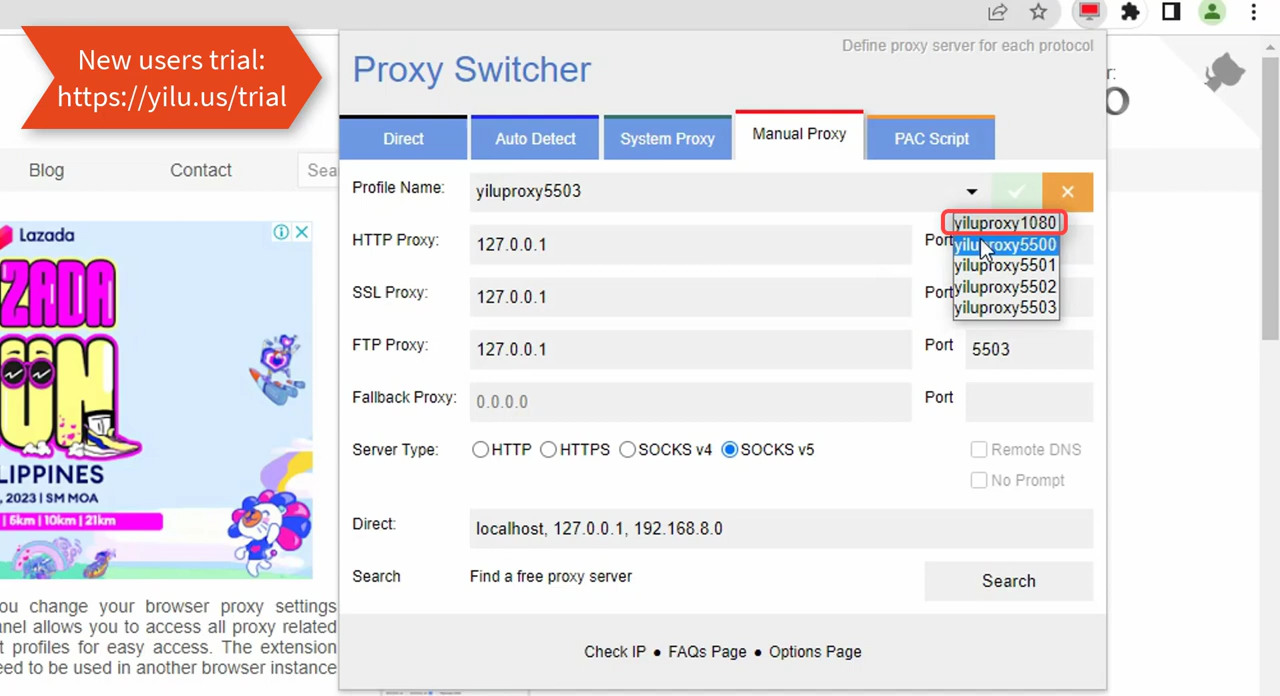 New users trial:
https://yilu.us/trial
Define proxy server for each protocol
Proxy Switcher
Direct
Auto Detect
System Proxy
Manual Proxy
PAC Script
Blog
Contact
Sea
Profile Name:
yiluproxy5503
yiluproxy1080
yiluproxy5500
yiluproxy5501
yiluproxy5502
yiluproxy5503
HTTP Proxy:
127.0.0.1
Port
SSL Proxy:
127.0.0.1
Port
FTP Proxy:
127.0.0.1
Port
5503
Fallback Proxy:
0.0.0.0
Port
Server Type:
HTTP
HTTPS
SOCKS v4
SOCKS v5
Remote DNS
No Prompt
Direct:
localhost, 127.0.0.1, 192.168.8.0
Search
Find a free proxy server
Search
Check IP ● FAQs Page ● Options Page
Lazada
ZADA
UN
LIPPINES
, 2023 | SM MOA
| 5km | 10km | 21km
ou change your browser proxy settings
anel allows you to access all proxy related
t profiles for easy access. The extension
eed to be used in another browser instance
r:
o